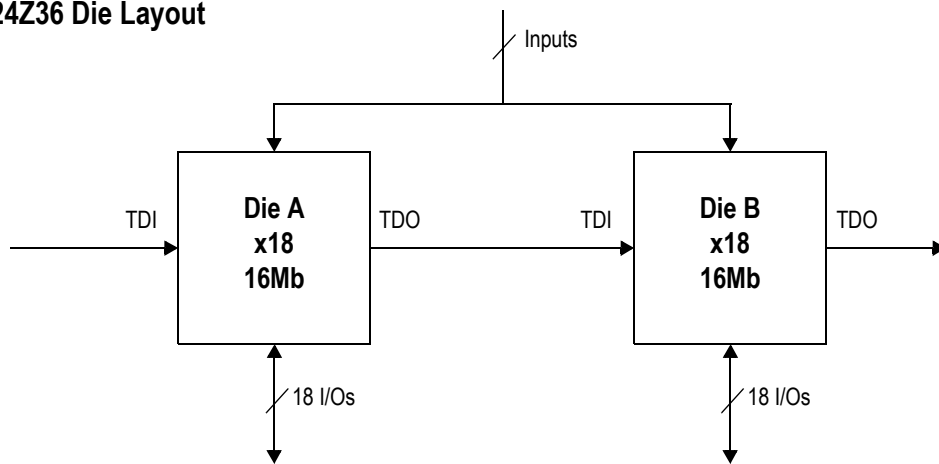 24Z36 Die Layout
Inputs
TDI
Die A
x18
16Mb
TDO
TDI
Die B
x18
16Mb
TDO
18 I/Os
18 I/Os